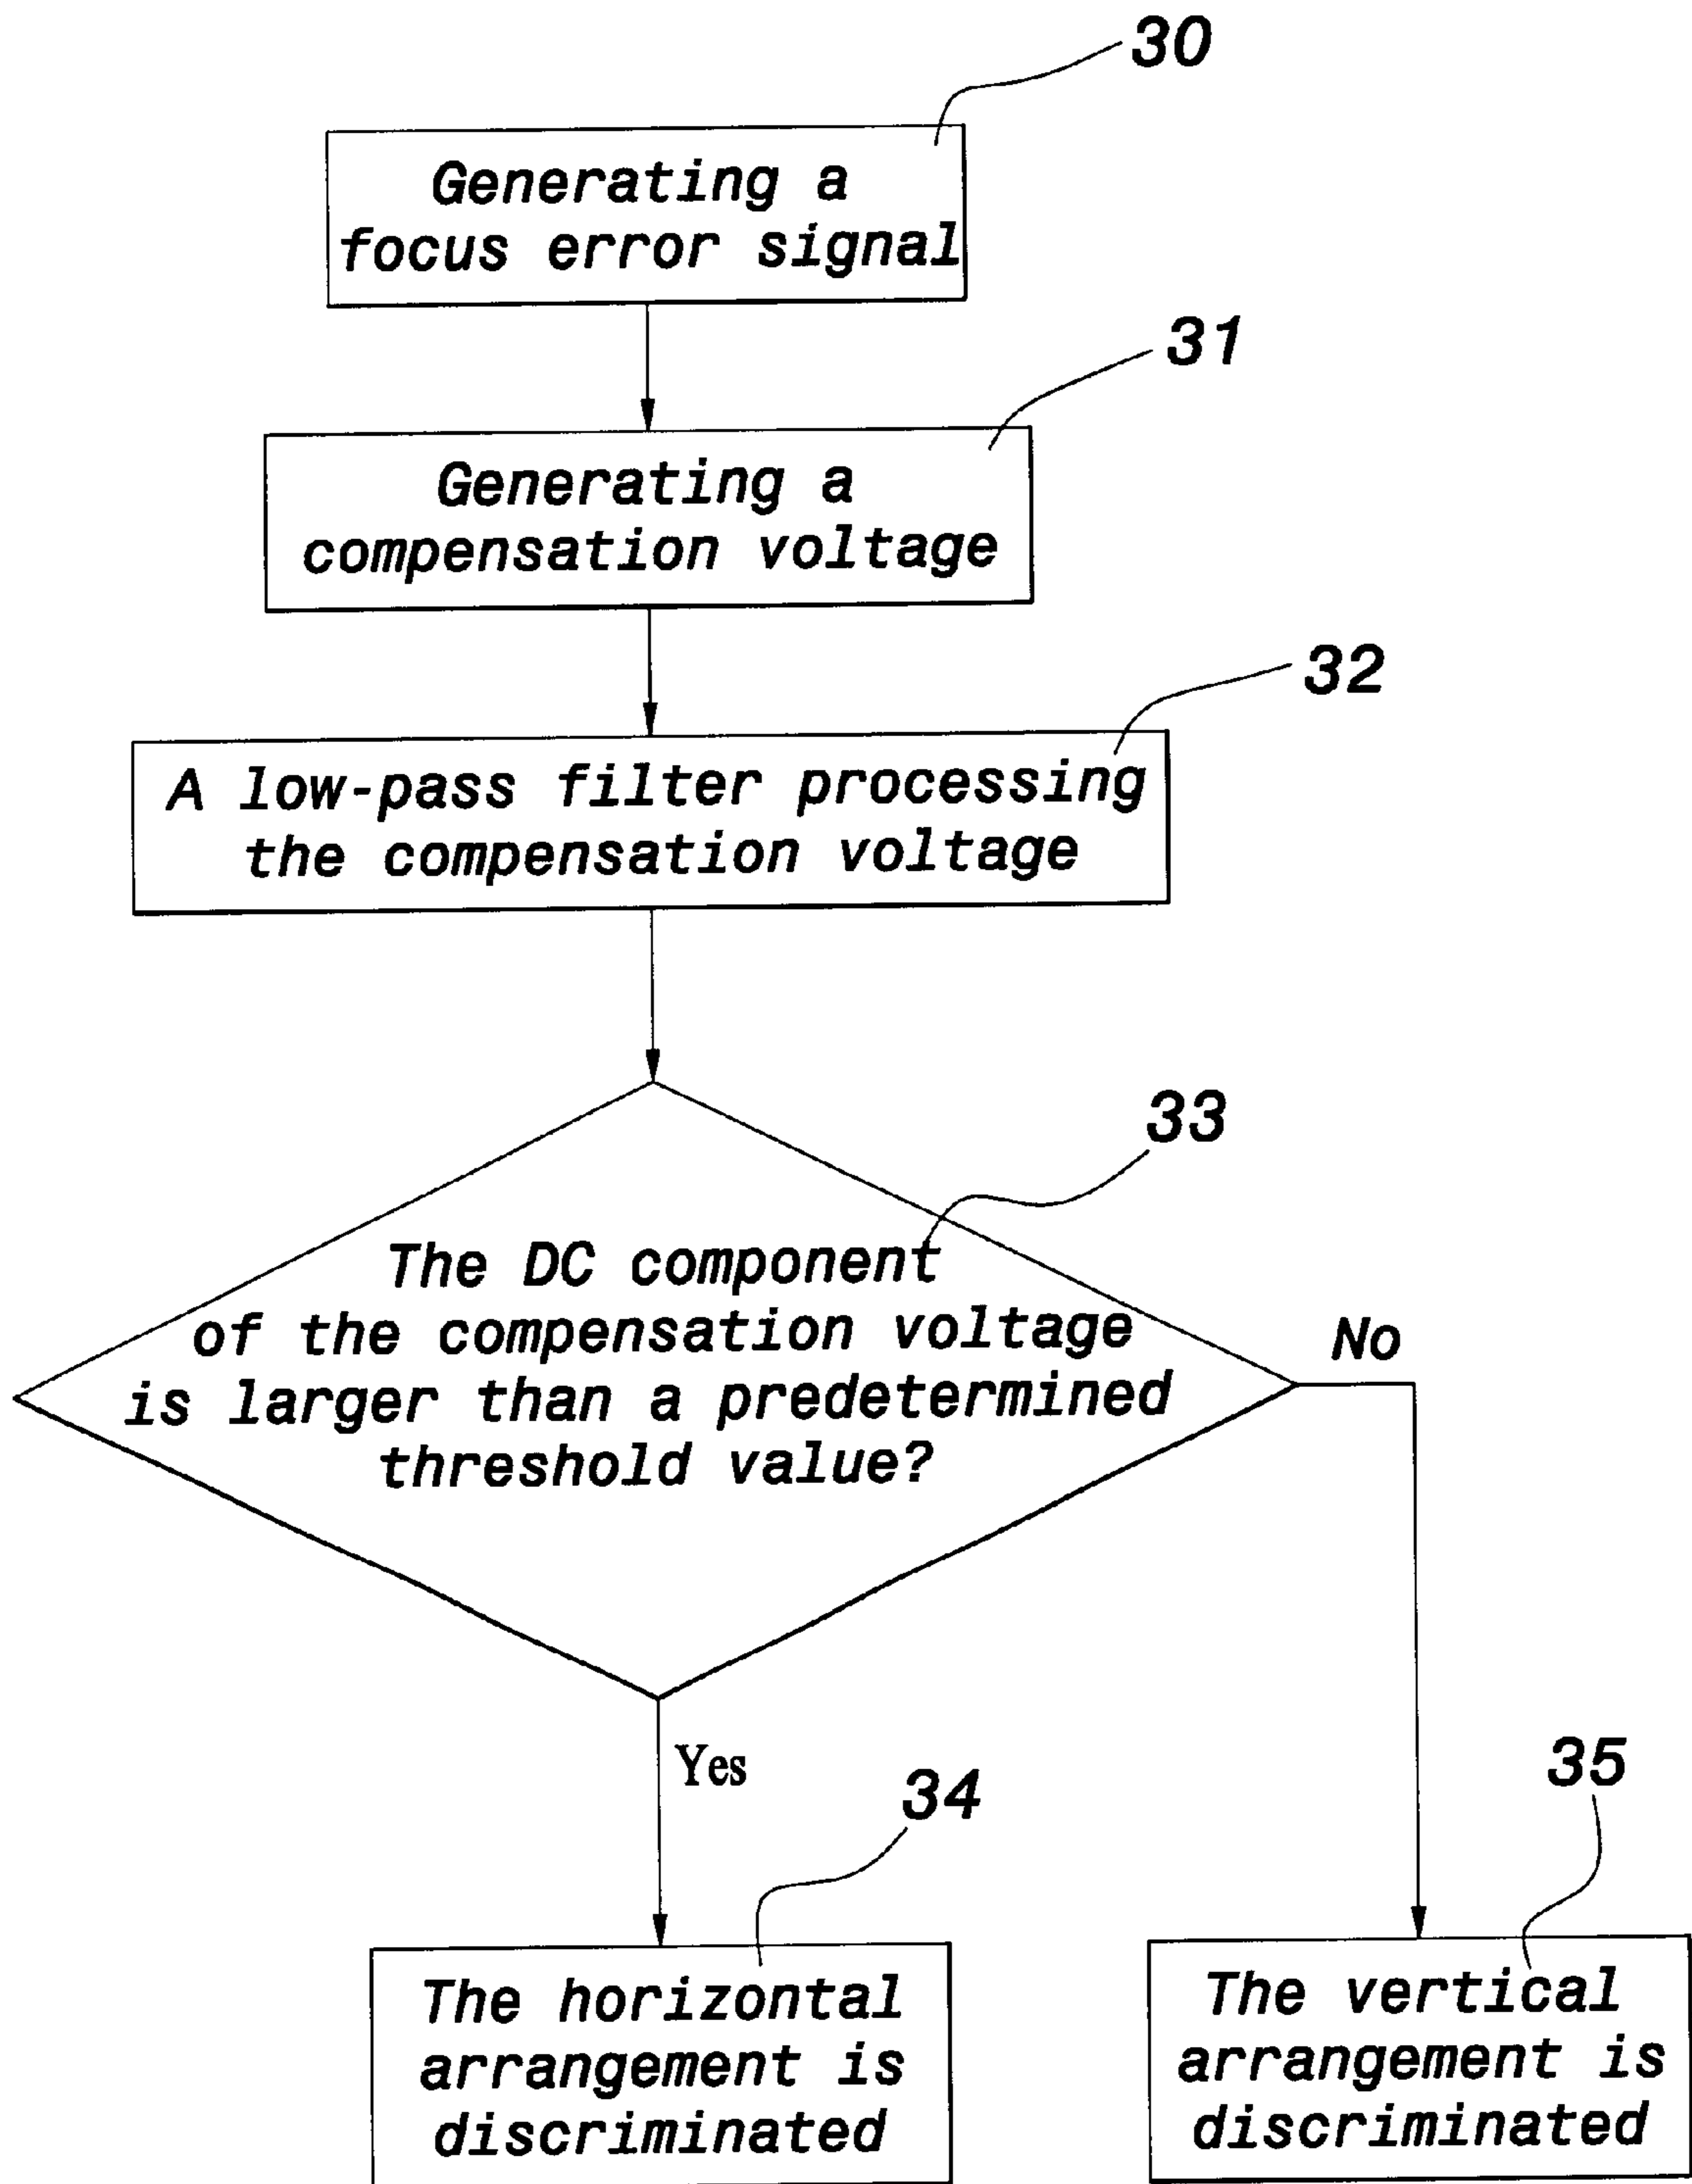 30
Generating a
focus error signal
31
Generating a
compensation voltage
32
A low-pass filter processing
the compensation voltage
33
The DC component
of the compensation voltage
is larger than a predetermined
threshold value?
No
Yes
34
35
The horizontal
arrangement is
discriminated
The vertical
arrangement is
discriminated